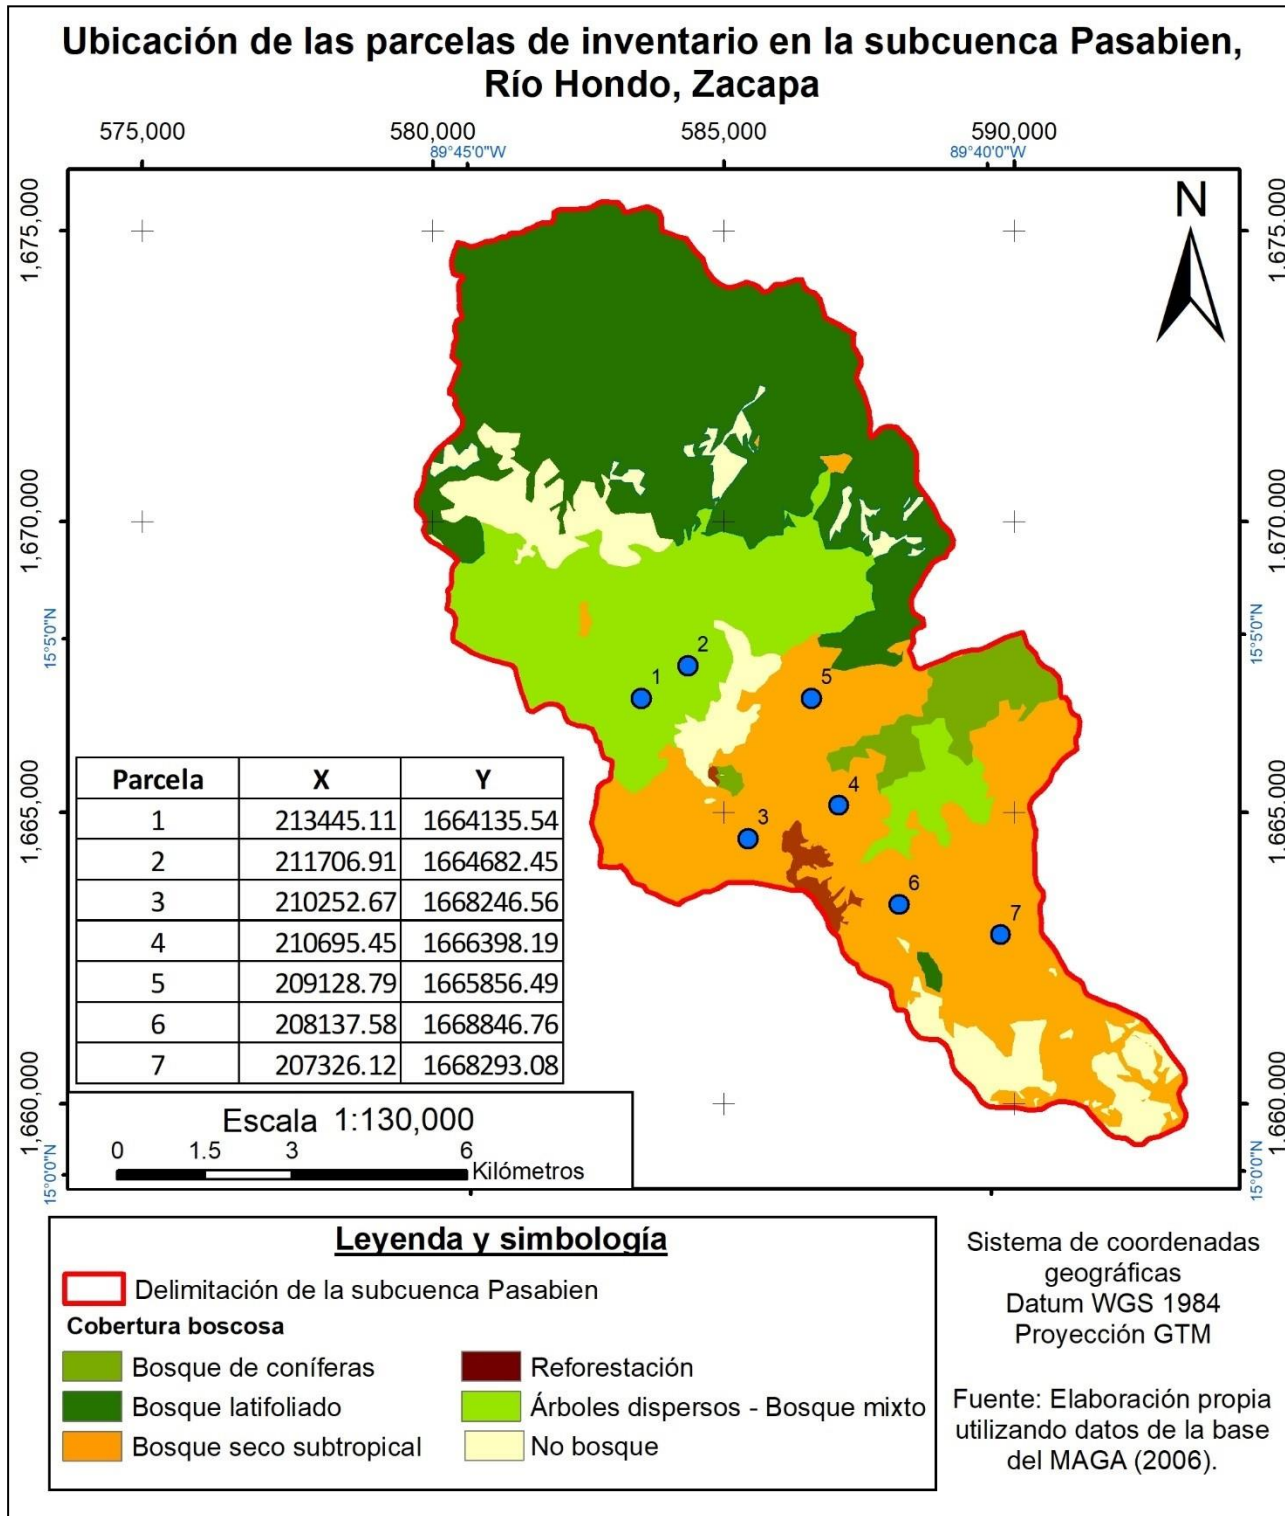 Ubicación de las parcelas de inventario en la subcuenca Pasabien,
Río Hondo, Zacapa
575,000 580,000 585,000 590,000
89°45'0"W 89°40'0"W
N
1,675,000 1,675,000
1,670,000 1,670,000
15°5'0"N 15°5'0"N
1,665,000 1,665,000
1,660,000 1,660,000
15°0'0"N 15°0'0"N
2
1
5
4
3
6
7
Parcela X Y
1 213445.11 1664135.54
2 211706.91 1664682.45
3 210252.67 1668246.56
4 210695.45 1666398.19
5 209128.79 1665856.49
6 208137.58 1668846.76
7 207326.12 1668293.08
Escala 1:130,000
0 1.5 3 6
Kilómetros
Leyenda y simbología
Delimitación de la subcuenca Pasabien
Cobertura boscosa
Bosque de coníferas
Bosque latifoliado
Bosque seco subtropical
Reforestación
Árboles dispersos - Bosque mixto
No bosque
Sistema de coordenadas
geográficas
Datum WGS 1984
Proyección GTM
Fuente: Elaboración propia
utilizando datos de la base
del MAGA (2006).